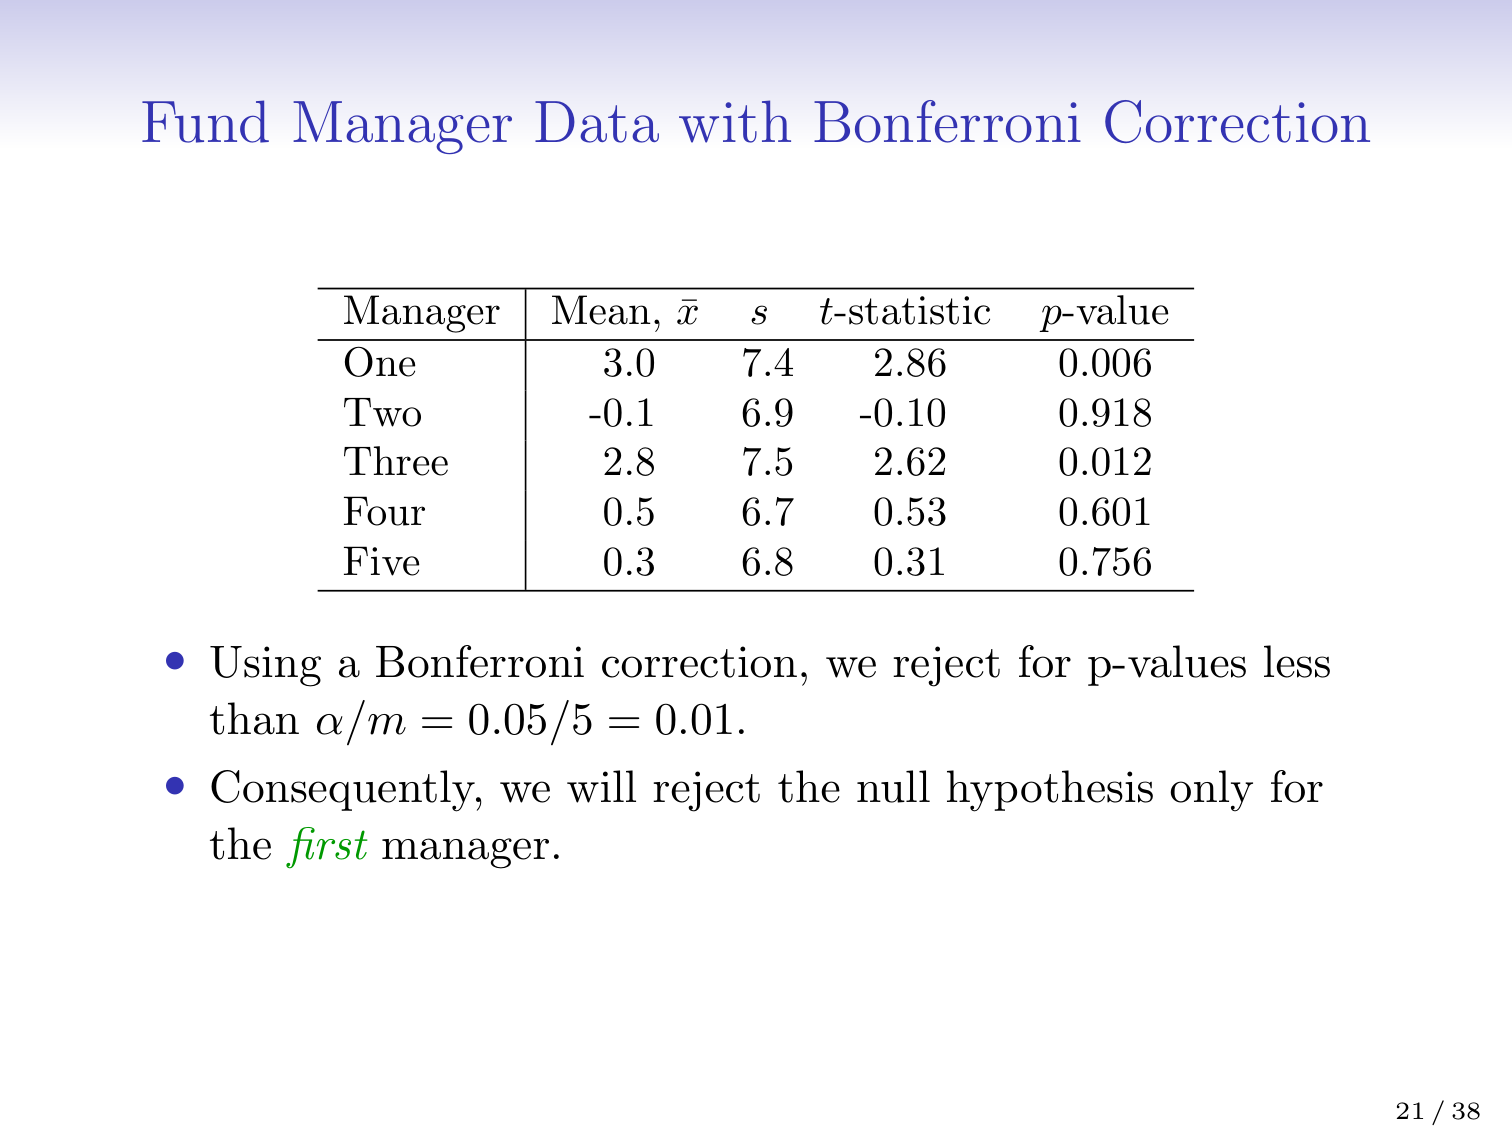 Fund Manager Data with Bonferroni Correction
Manager Mean, x̄ s t-statistic p-value
One 3.0 7.4 2.86 0.006
Two -0.1 6.9 -0.10 0.918
Three 2.8 7.5 2.62 0.012
Four 0.5 6.7 0.53 0.601
Five 0.3 6.8 0.31 0.756
• Using a Bonferroni correction, we reject for p-values less
than α/m = 0.05/5 = 0.01.
• Consequently, we will reject the null hypothesis only for
the first manager.
21 / 38